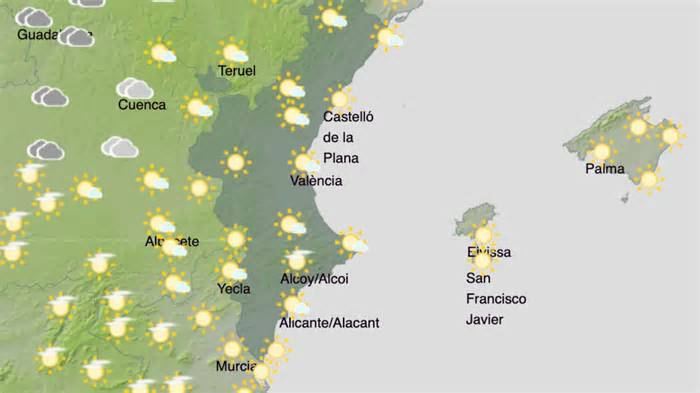 Teruel
Cuenca
Castelló
de la
Plana
València
Palma
Eivissa
San
Francisco
Javier
Yecla
Alcoy/Alcoi
Alicante/Alacant
Murcia